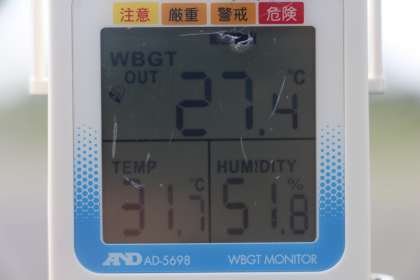 注意 厳重 警戒 危険
WBGT
OUT 27.4 °C
TEMP HUMIDITY
31.7 °C 51.8 %
AND AD-5698 WBGT MONITOR